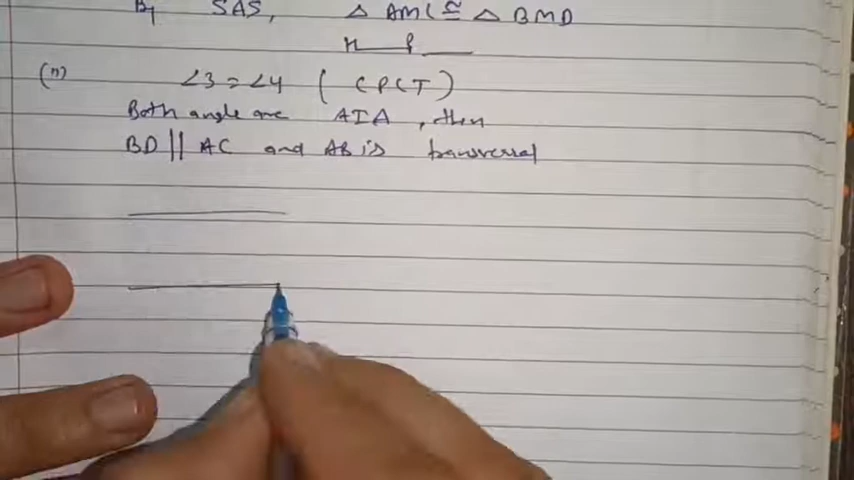 By SAS, △ AMC ≅ △ BMD
H P
(ii) ∠3 = ∠4 ( CPCT )
Both angle are AIA , then
BD || AC and AB is transversal